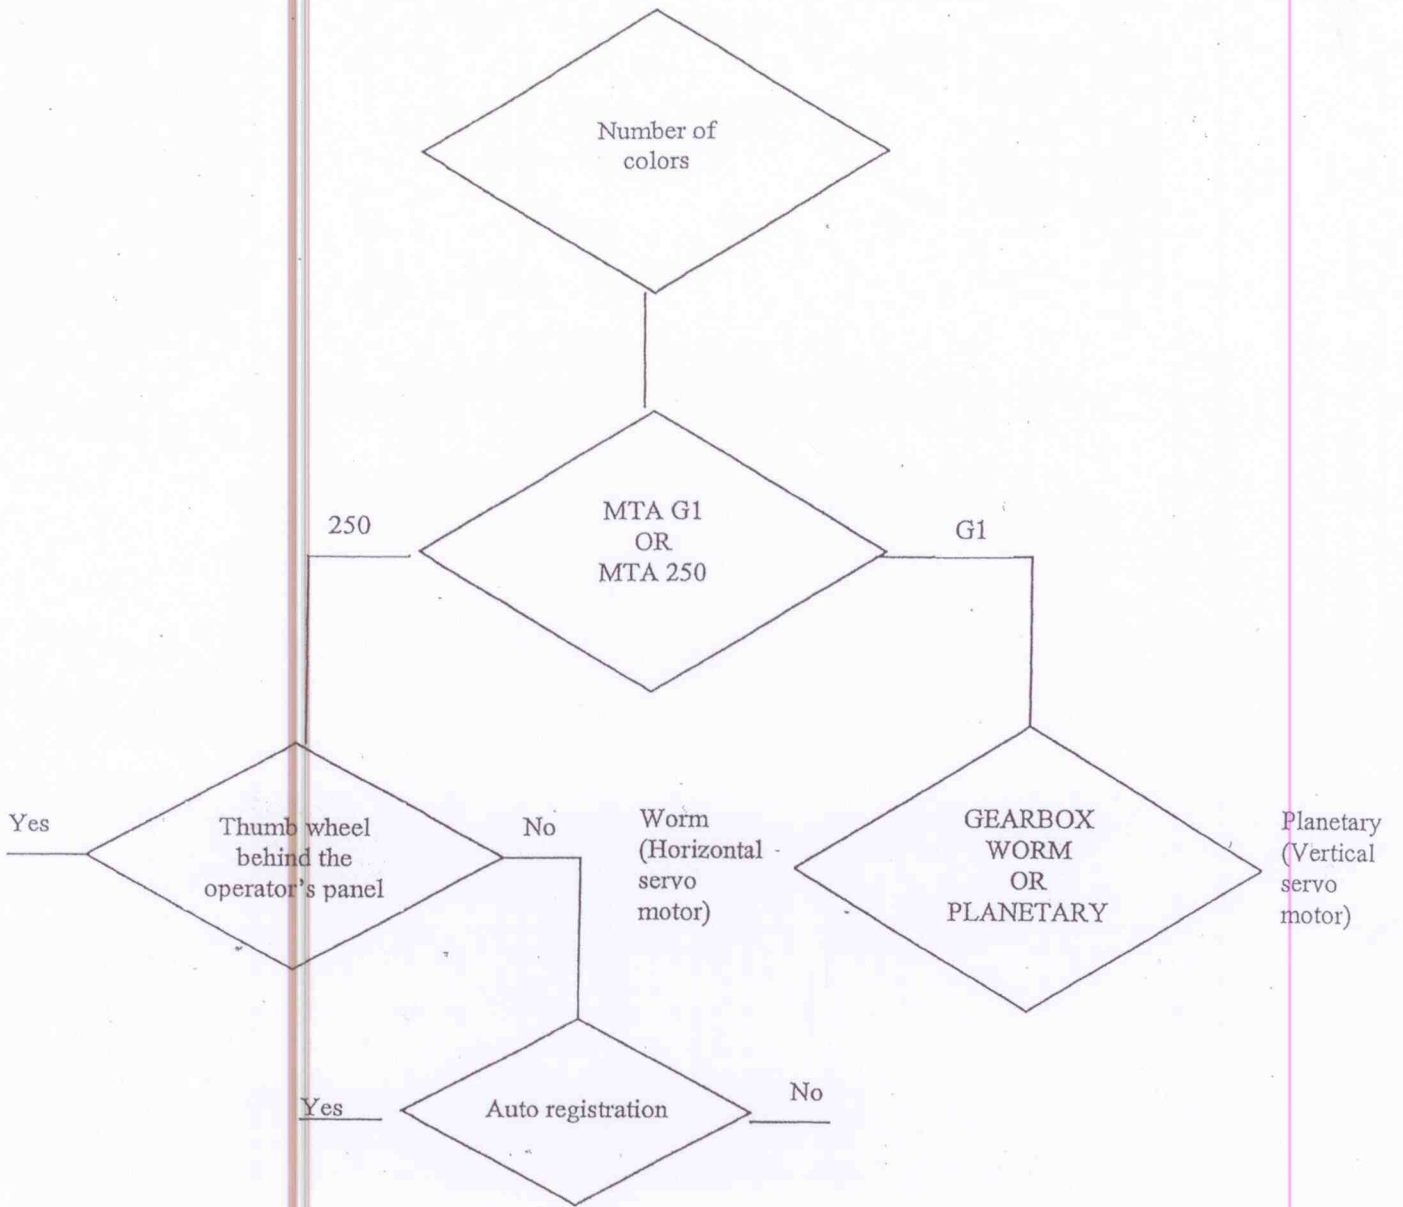 Number of
colors
MTA G1
OR
MTA 250
250
G1
Yes
Thumb wheel
behind the
operator's panel
No
Worm
(Horizontal
servo
motor)
GEARBOX
WORM
OR
PLANETARY
Planetary
(Vertical
servo
motor)
Yes
Auto registration
No